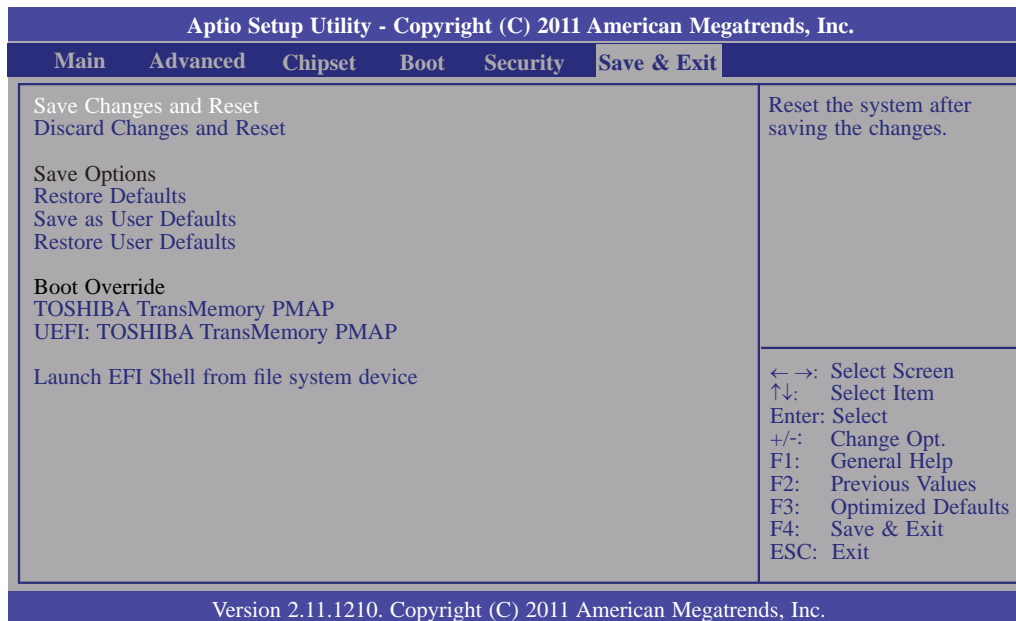 Aptio Setup Utility - Copyright (C) 2011 American Megatrends, Inc.
Main Advanced Chipset Boot Security Save & Exit
Save Changes and Reset
Discard Changes and Reset
Save Options
Restore Defaults
Save as User Defaults
Restore User Defaults
Boot Override
TOSHIBA TransMemory PMAP
UEFI: TOSHIBA TransMemory PMAP
Launch EFI Shell from file system device
Reset the system after
saving the changes.
← →: Select Screen
↑↓: Select Item
Enter: Select
+/-: Change Opt.
F1: General Help
F2: Previous Values
F3: Optimized Defaults
F4: Save & Exit
ESC: Exit
Version 2.11.1210. Copyright (C) 2011 American Megatrends, Inc.